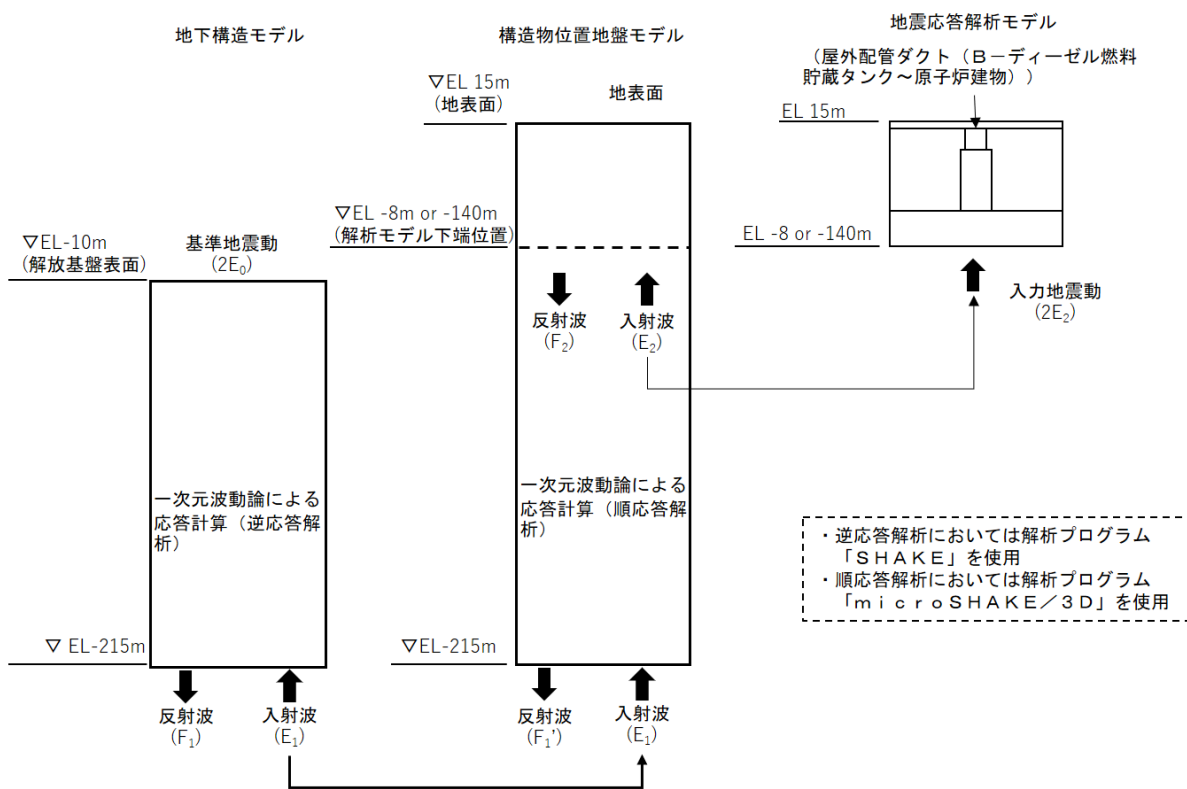 地下構造モデル
▽EL-10m
(解放基盤表面)
基準地震動
(2E₀)
一次元波動論による
応答計算（逆応答解
析）
▽ EL-215m
反射波
(F₁)
入射波
(E₁)
構造物位置地盤モデル
▽EL 15m
(地表面)
地表面
▽EL -8m or -140m
(解析モデル下端位置)
反射波
(F₂)
入射波
(E₂)
一次元波動論による
応答計算（順応答解
析）
▽EL-215m
反射波
(F₁')
入射波
(E₁)
地震応答解析モデル
（屋外配管ダクト（Ｂ－ディーゼル燃料
貯蔵タンク～原子炉建物））
EL 15m
EL -8 or -140m
入力地震動
(2E₂)
・逆応答解析においては解析プログラム
「ＳＨＡＫＥ」を使用
・順応答解析においては解析プログラム
「ｍｉｃｒｏＳＨＡＫＥ／３Ｄ」を使用